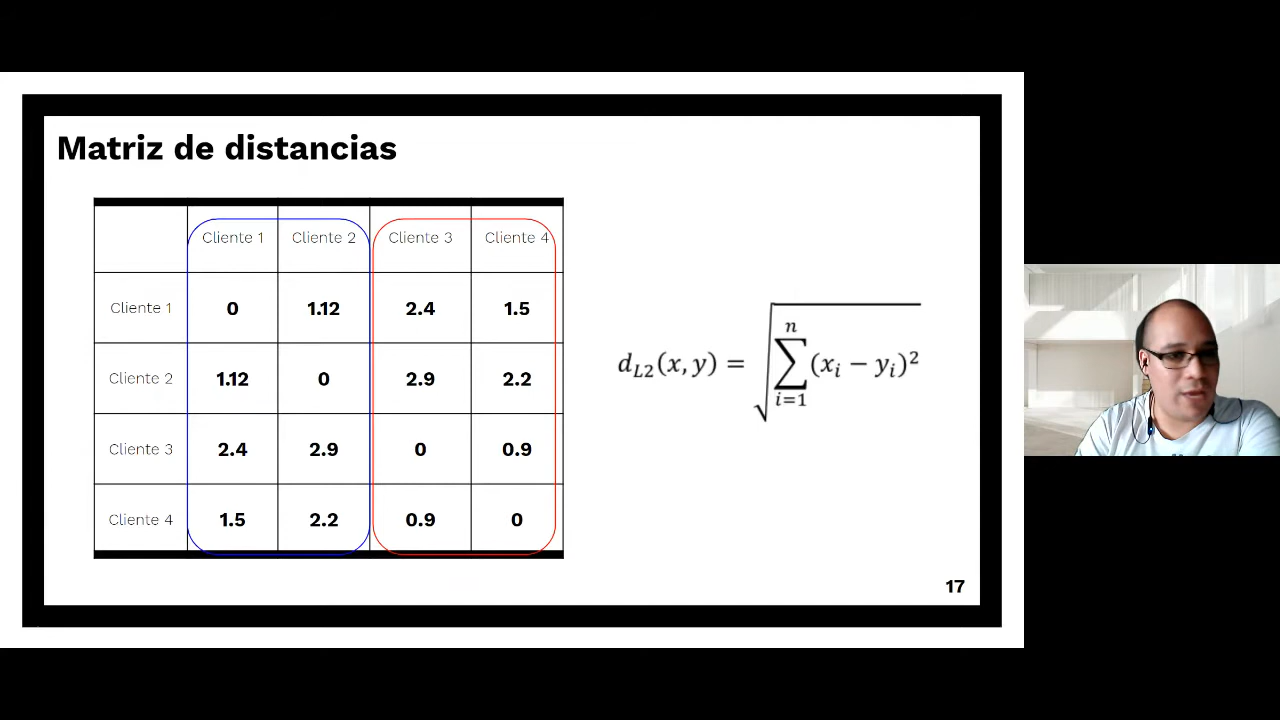 Matriz de distancias
Cliente 1 Cliente 2 Cliente 3 Cliente 4
Cliente 1 0 1.12 2.4 1.5
Cliente 2 1.12 0 2.9 2.2
Cliente 3 2.4 2.9 0 0.9
Cliente 4 1.5 2.2 0.9 0
d_{L2}(x, y) = √∑_{i=1}^{n}(x_i − y_i)²
17